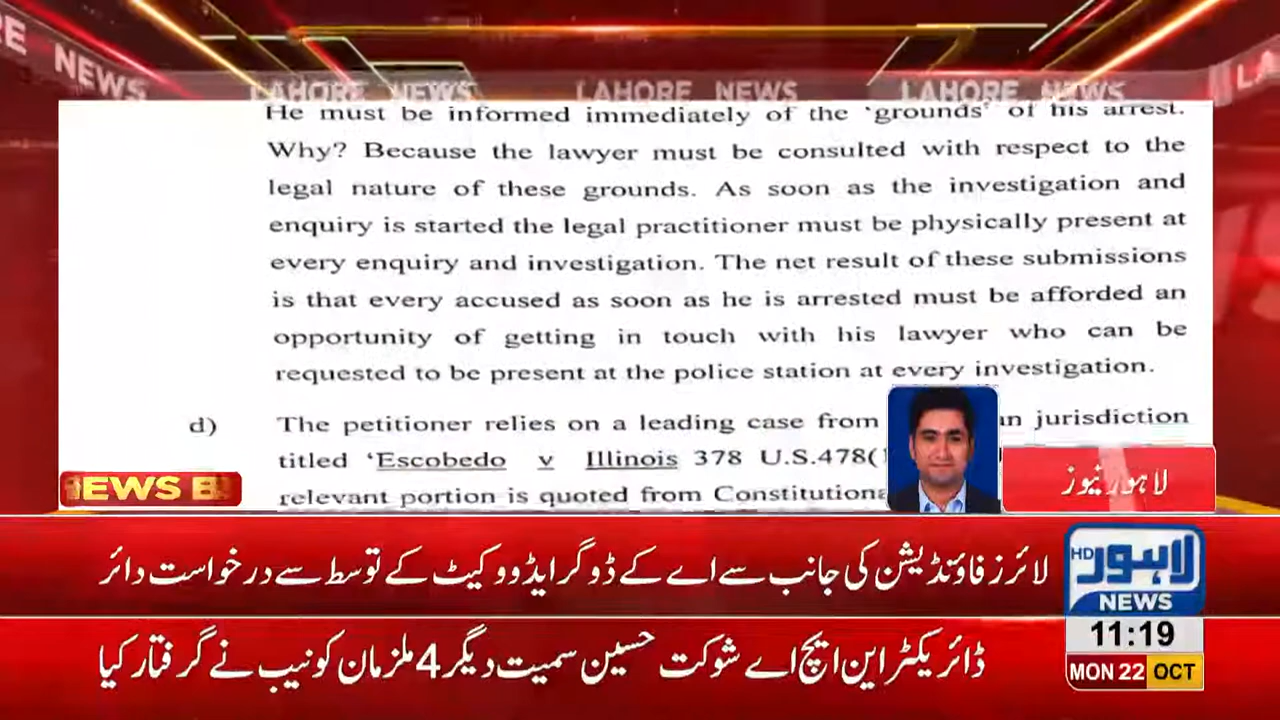 RE NEWS
LAHORE NEWS LAHORE NEWS LAHORE NEWS LA
He must be informed immediately of the 'grounds' of his arrest.
Why? Because the lawyer must be consulted with respect to the
legal nature of these grounds. As soon as the investigation and
enquiry is started the legal practitioner must be physically present at
every enquiry and investigation. The net result of these submissions
is that every accused as soon as he is arrested must be afforded an
opportunity of getting in touch with his lawyer who can be
requested to be present at the police station at every investigation.
d) The petitioner relies on a leading case from an jurisdiction
titled 'Escobedo v Illinois 378 U.S.478(
relevant portion is quoted from Constitutiona
EWS B
لاہور نیوز
لائرز فاؤنڈیشن کی جانب سے اے کے ڈوگر ایڈووکیٹ کے توسط سے درخواست دائر
HD لاہور
NEWS
11:19
ڈائریکٹر این ایچ اے شوکت حسین سمیت دیگر 4 ملزمان کو نیب نے گرفتار کیا
MON 22 OCT